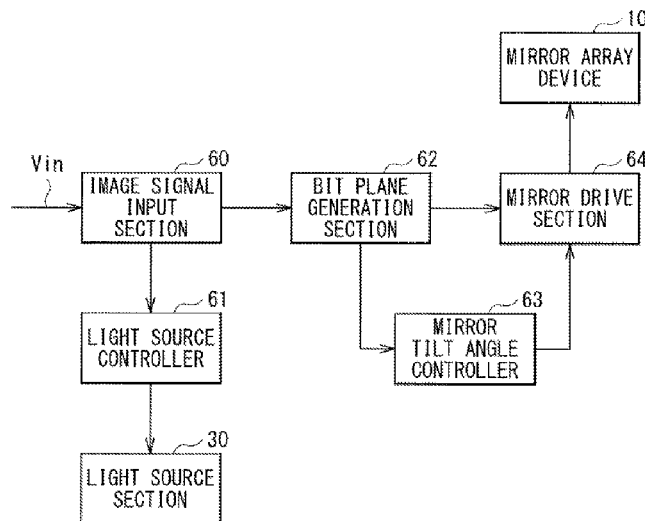 10
MIRROR ARRAY
DEVICE
Vin
60
IMAGE SIGNAL
INPUT
SECTION
62
BIT PLANE
GENERATION
SECTION
64
MIRROR DRIVE
SECTION
61
LIGHT SOURCE
CONTROLLER
63
MIRROR
TILT ANGLE
CONTROLLER
30
LIGHT SOURCE
SECTION